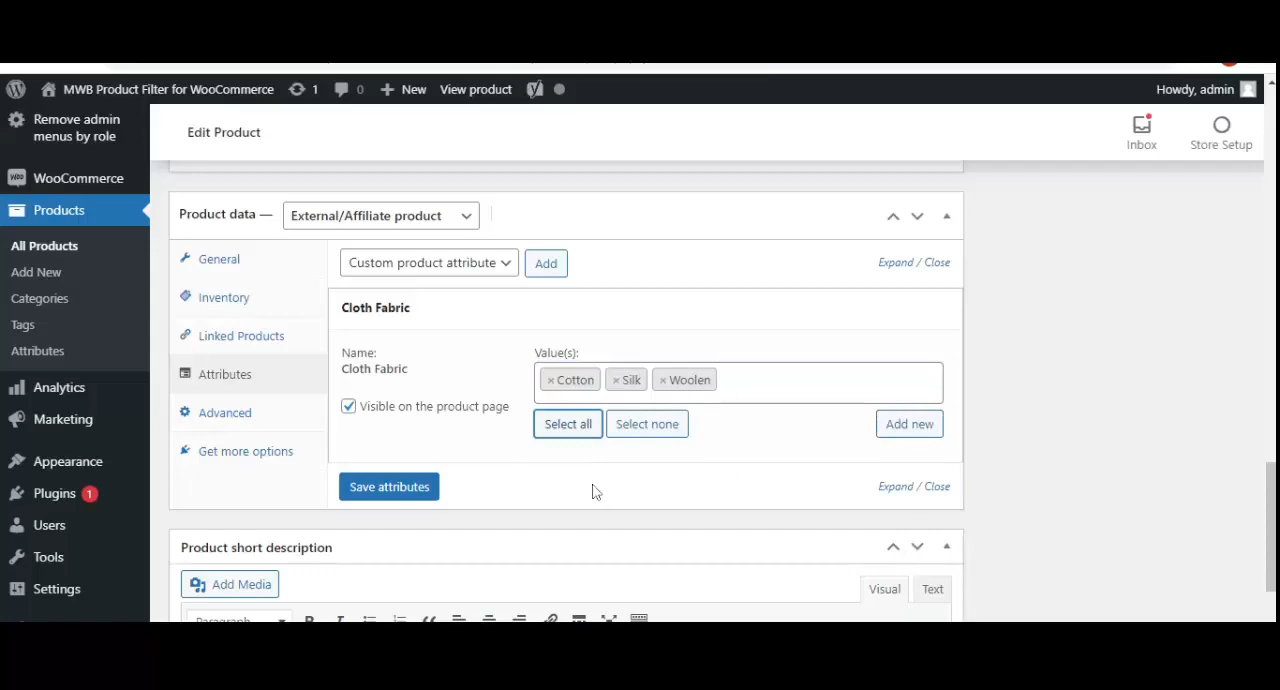 MWB Product Filter for WooCommerce 1 0 New View product Howdy, admin
Remove admin
menus by role
Edit Product
Inbox
Store Setup
WooCommerce
Products
All Products
Add New
Categories
Tags
Attributes
Analytics
Marketing
Appearance
Plugins 1
Users
Tools
Settings
Product data — External/Affiliate product
General
Inventory
Linked Products
Attributes
Advanced
Get more options
Custom product attribute Add Expand / Close
Cloth Fabric
Name:
Cloth Fabric
Visible on the product page
Value(s):
× Cotton × Silk × Woolen
Select all Select none Add new
Save attributes Expand / Close
Product short description
Add Media Visual Text
Paragraph B I